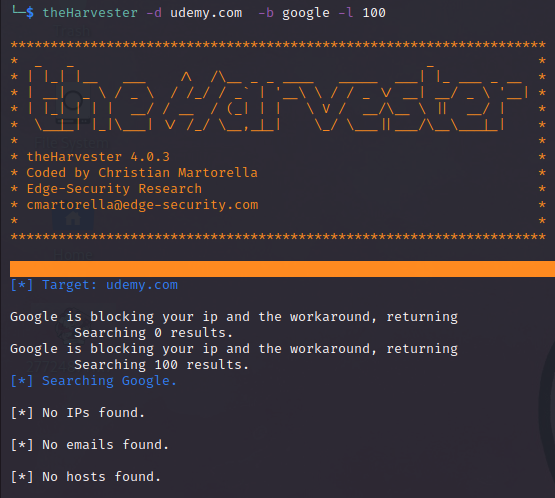 └─$ theHarvester -d udemy.com  -b google -l 100
*******************************************************************
* theHarvester 4.0.3                                              *
* Coded by Christian Martorella                                   *
* Edge-Security Research                                          *
* cmartorella@edge-security.com                                   *
*                                                                 *
*******************************************************************
[*] Target: udemy.com
Google is blocking your ip and the workaround, returning
        Searching 0 results.
Google is blocking your ip and the workaround, returning
        Searching 100 results.
[*] Searching Google.
[*] No IPs found.
[*] No emails found.
[*] No hosts found.